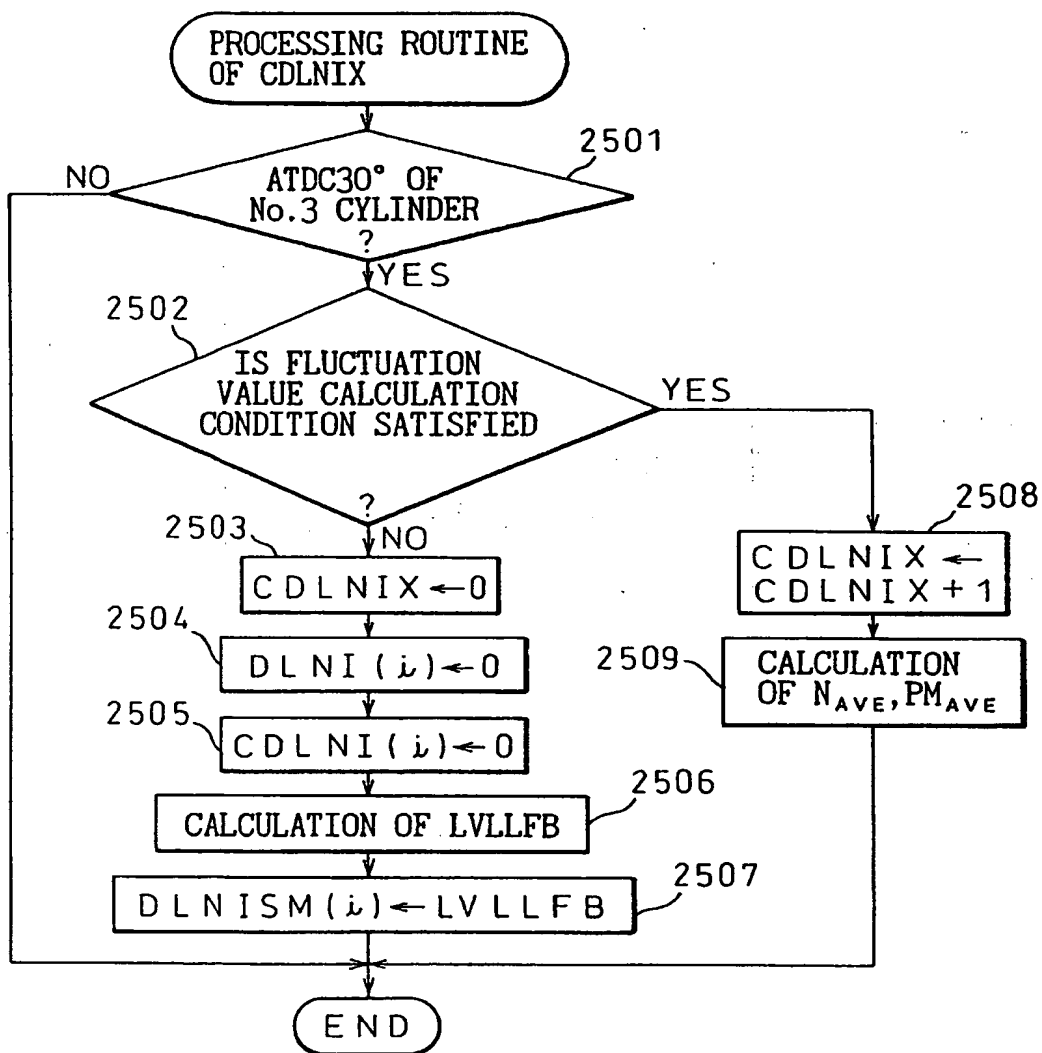 PROCESSING ROUTINE
OF CDLNIX
2501
NO
ATDC30° OF
No.3 CYLINDER
?
YES
2502
IS FLUCTUATION
VALUE CALCULATION
CONDITION SATISFIED
?
YES
NO
2503
CDLNIX←0
2508
CDLNIX←
CDLNIX+1
2504
DLNI(i)←0
2509
CALCULATION
OF NAVE,PMAVE
2505
CDLNI(i)←0
2506
CALCULATION OF LVLLFB
2507
DLNISM(i)←LVLLFB
END